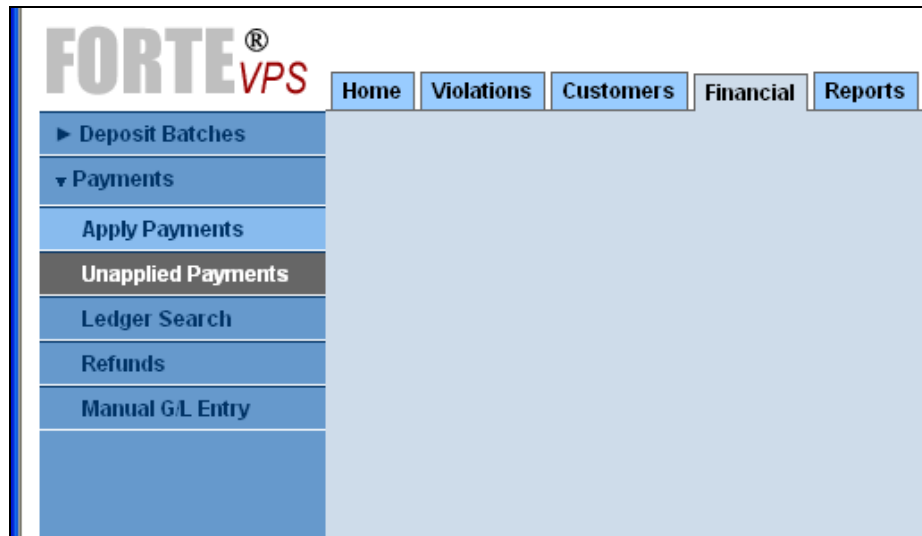 FORTE®
VPS
Home Violations Customers Financial Reports
► Deposit Batches
▾ Payments
Apply Payments
Unapplied Payments
Ledger Search
Refunds
Manual G/L Entry